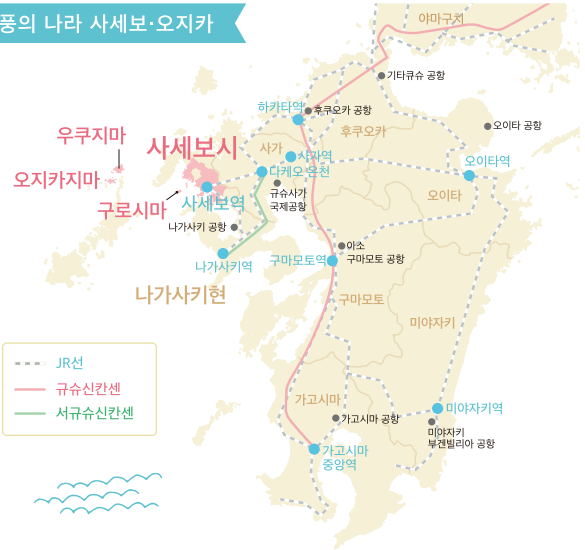 풍의 나라 사세보·오지카
야마구치
기타큐슈 공항
하카타역
후쿠오카 공항
후쿠오카
오이타 공항
우쿠지마
사세보시
사가
사가역
오이타역
오지카지마
다케오 온천
사세보역
규슈사가
국제공항
오이타
구로시마
나가사키 공항
아소
구마모토 공항
나가사키역
구마모토역
나가사키현
구마모토
미야자키
JR선
규슈신칸센
서규슈신칸센
가고시마
가고시마 공항
미야자키역
미야자키
부겐빌리아 공항
가고시마
중앙역